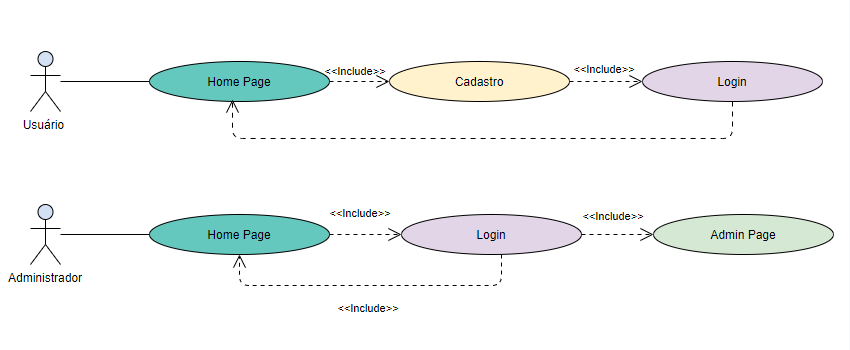 <<Include>>
<<Include>>
Home Page
Cadastro
Login
Usuário
<<Include>>
<<Include>>
Home Page
Login
Admin Page
Administrador
<<Include>>